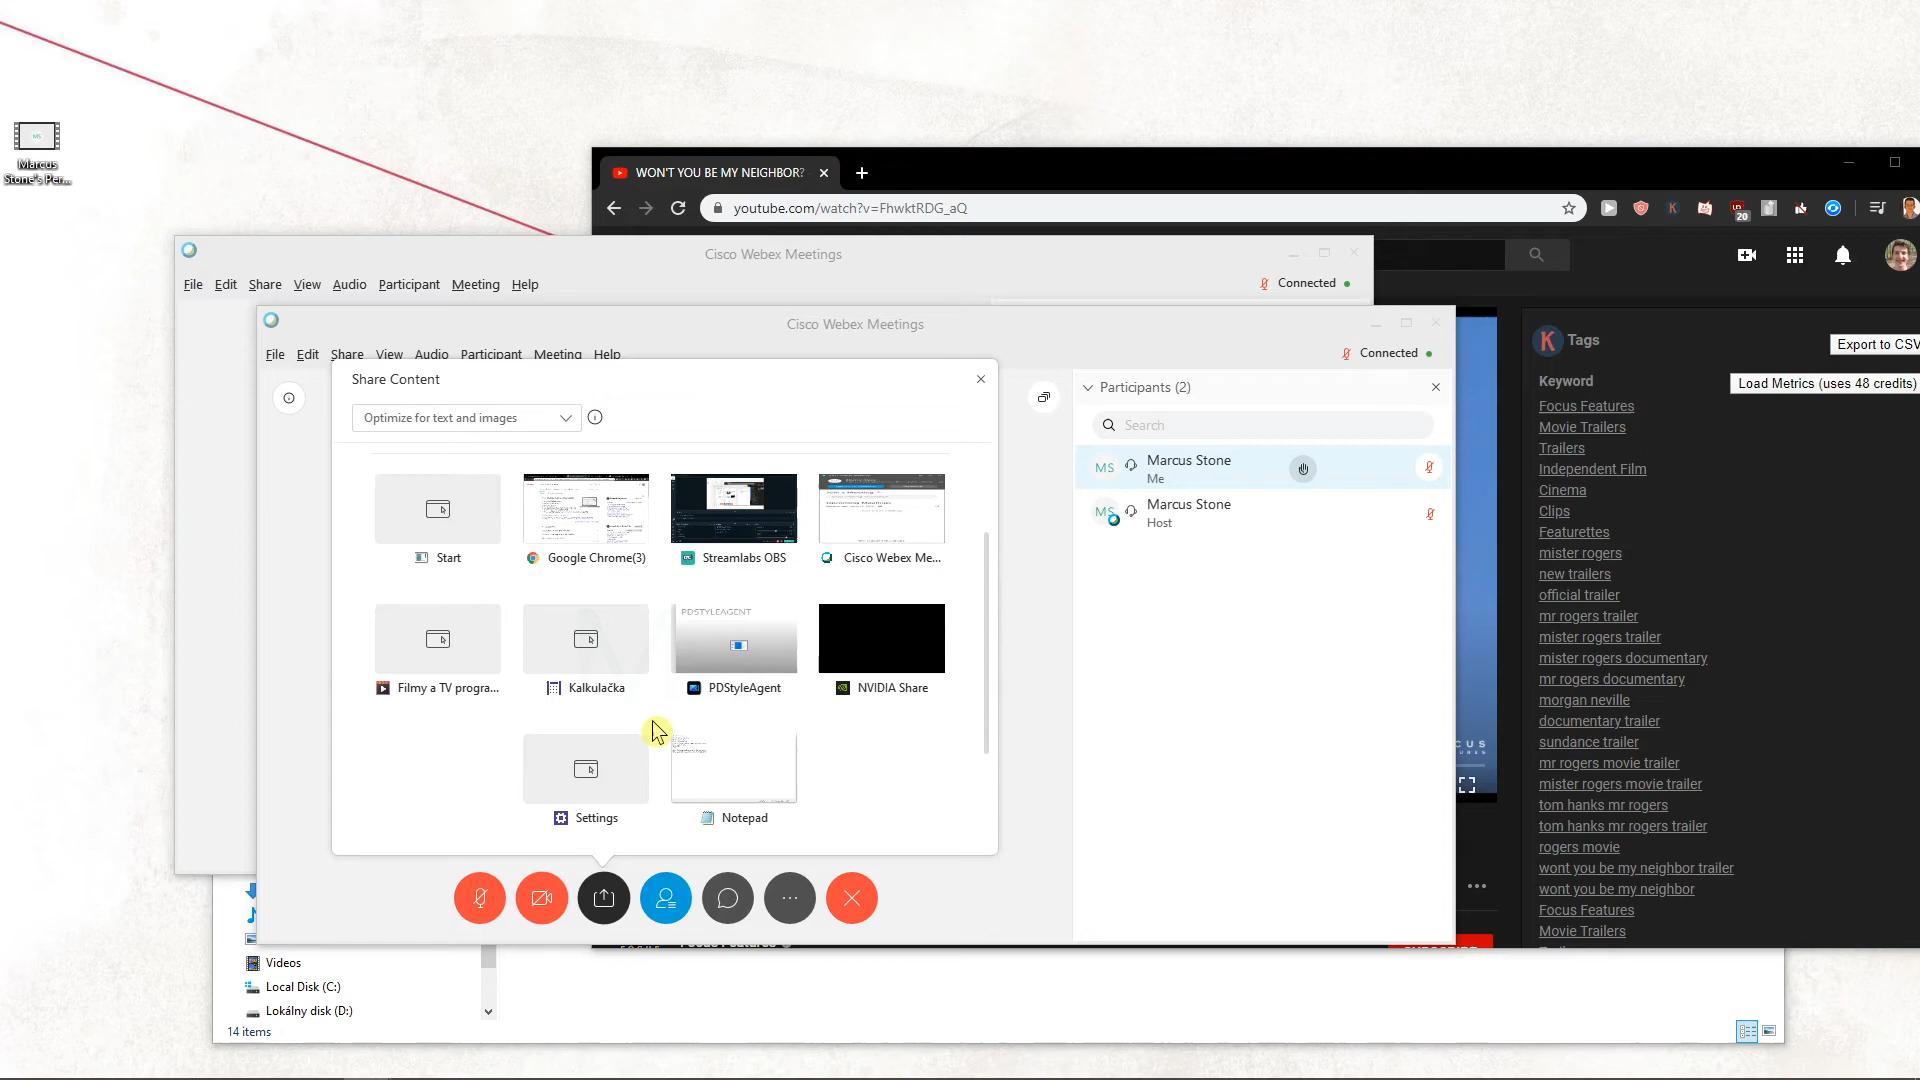 Marcus
Stone's Per...
WON'T YOU BE MY NEIGHBOR?
youtube.com/watch?v=FhwktRDG_aQ
20
Cisco Webex Meetings
File Edit Share View Audio Participant Meeting Help
Connected
Cisco Webex Meetings
File Edit Share View Audio Participant Meeting Help
Connected
Share Content
Optimize for text and images
Start
Google Chrome(3)
Streamlabs OBS
Cisco Webex Me...
PDSTYLEAGENT
Filmy a TV progra...
Kalkulačka
PDStyleAgent
NVIDIA Share
Settings
Notepad
Participants (2)
Search
MS
Marcus Stone
Me
MS
Marcus Stone
Host
K Tags
Export to CSV
Keyword
Load Metrics (uses 48 credits)
Focus Features
Movie Trailers
Trailers
Independent Film
Cinema
Clips
Featurettes
mister rogers
new trailers
official trailer
mr rogers trailer
mister rogers trailer
mister rogers documentary
mr rogers documentary
morgan neville
documentary trailer
sundance trailer
mr rogers movie trailer
mister rogers movie trailer
tom hanks mr rogers
tom hanks mr rogers trailer
rogers movie
wont you be my neighbor trailer
wont you be my neighbor
Focus Features
Movie Trailers
Videos
Local Disk (C:)
Lokálny disk (D:)
14 items